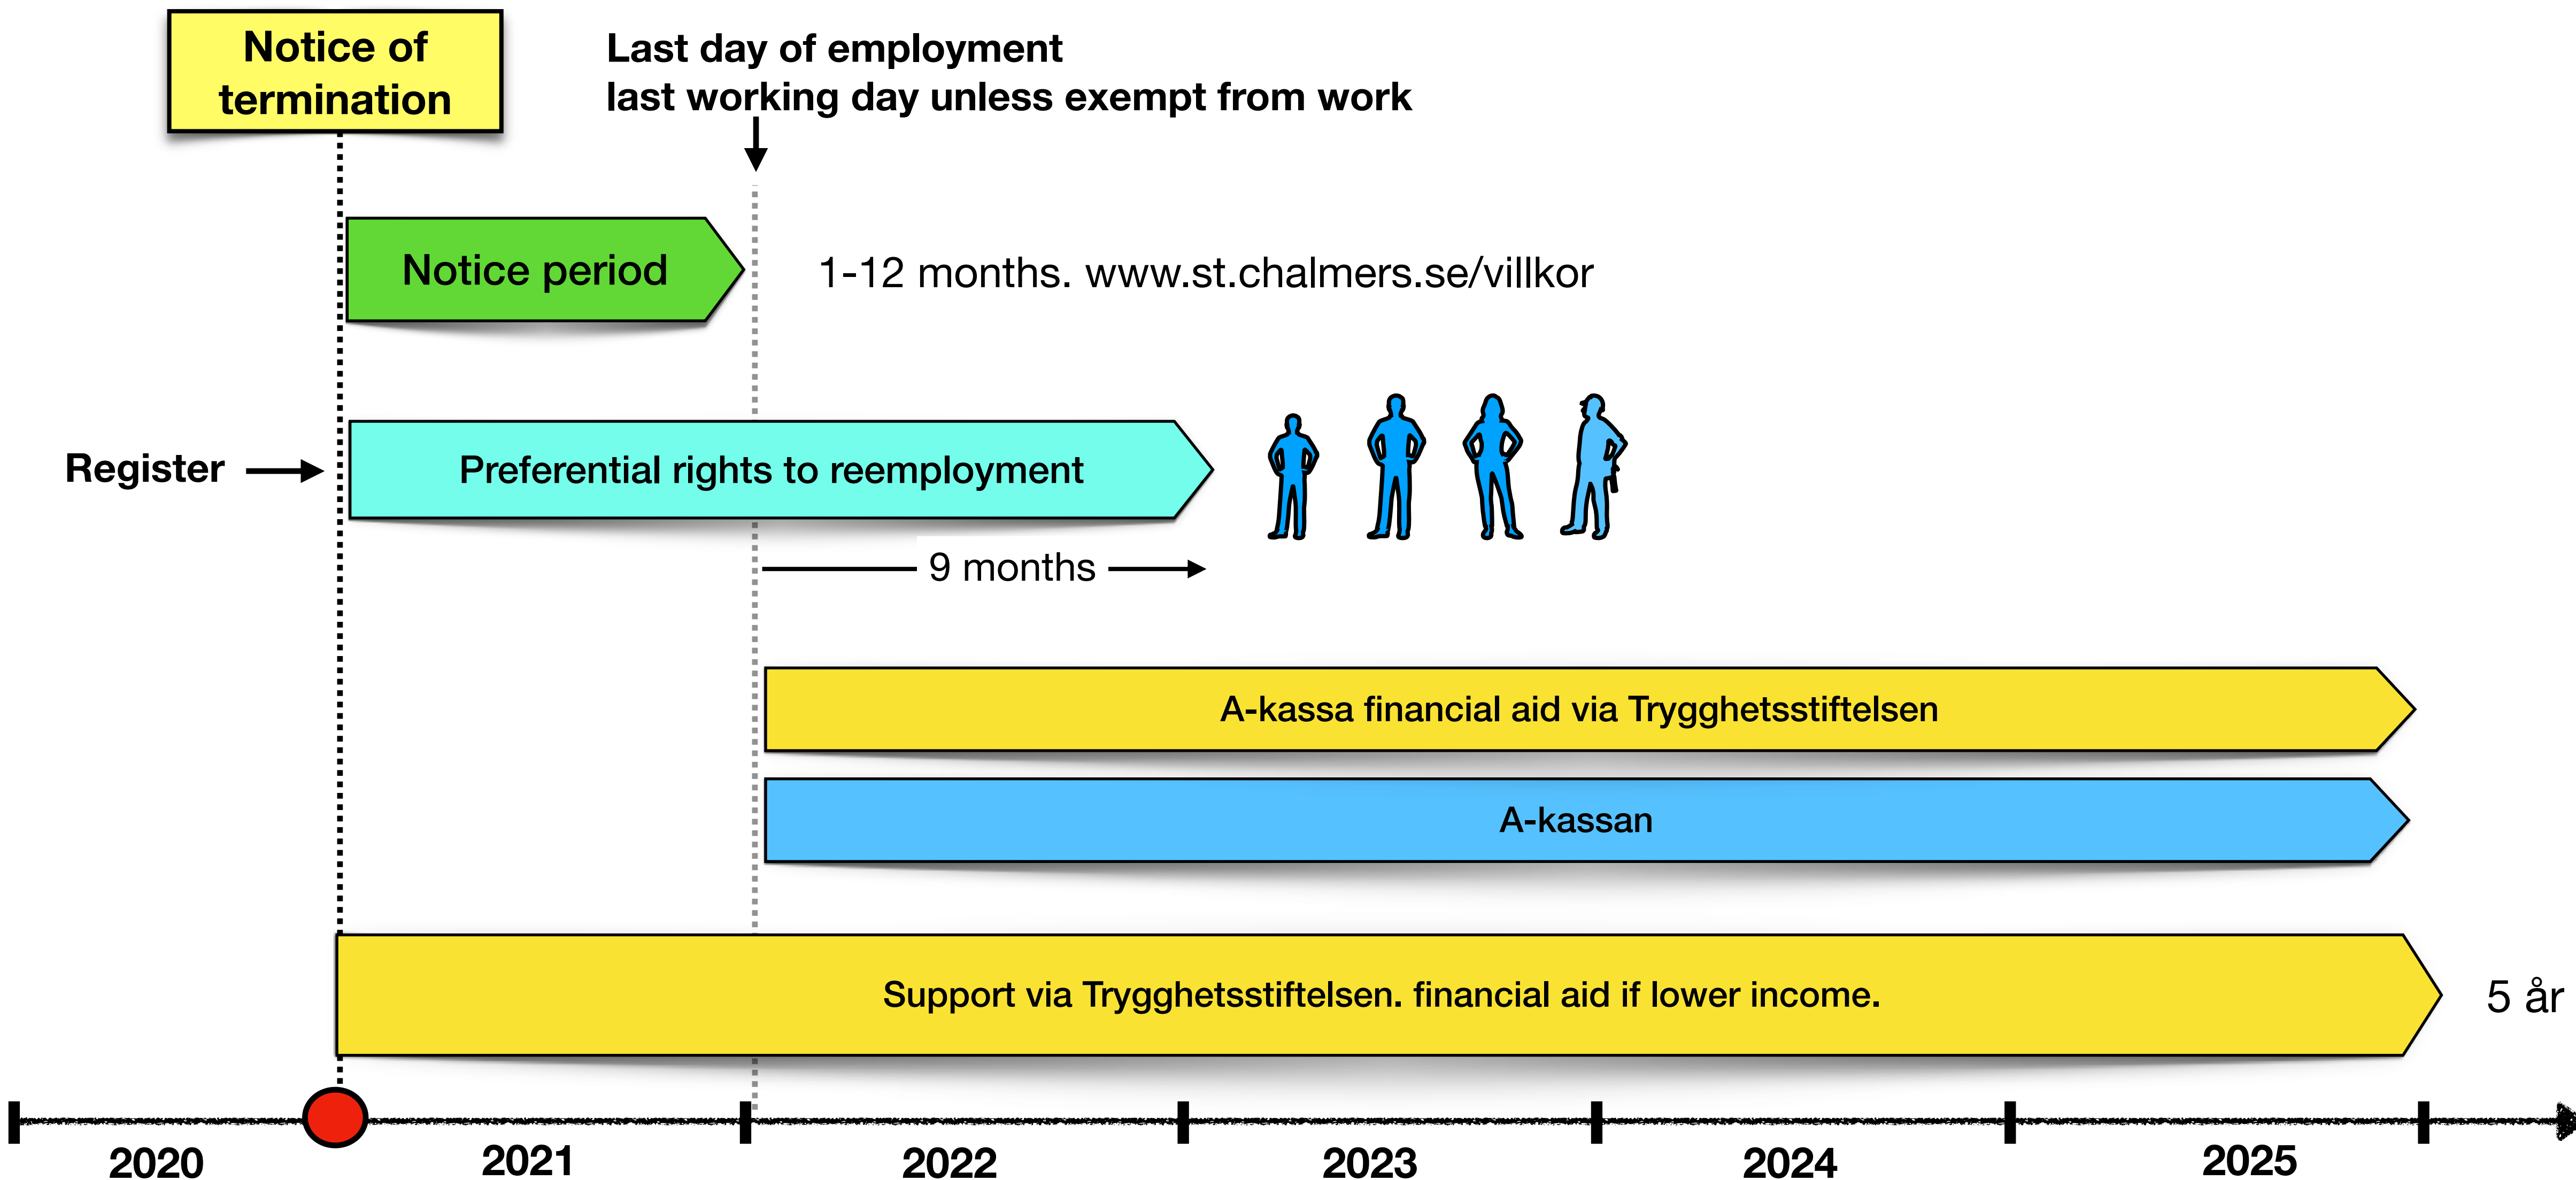 Notice of
termination
Last day of employment
last working day unless exempt from work
Notice period
1-12 months. www.st.chalmers.se/villkor
Register
Preferential rights to reemployment
9 months
A-kassa financial aid via Trygghetsstiftelsen
A-kassan
Support via Trygghetsstiftelsen. financial aid if lower income.
5 år
2020
2021
2022
2023
2024
2025